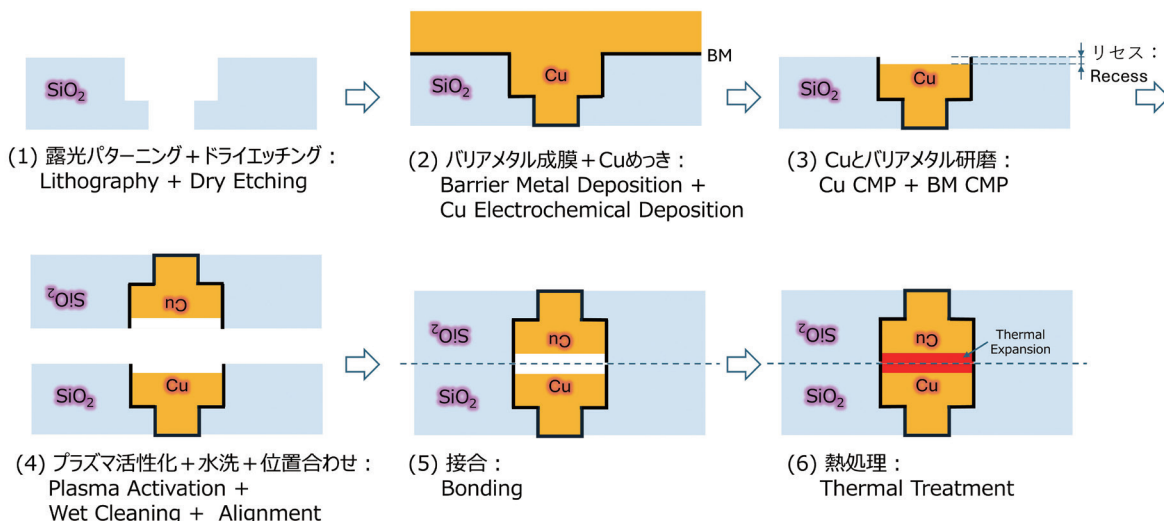 SiO₂
(1) 露光パターニング+ドライエッチング:
Lithography + Dry Etching
Cu
BM
(2) バリアメタル成膜+Cuめっき:
Barrier Metal Deposition +
Cu Electrochemical Deposition
SiO₂
Cu
リセス:
Recess
(3) Cuとバリアメタル研磨:
Cu CMP + BM CMP
SiO₂
Cu
SiO₂
Cu
(4) プラズマ活性化+水洗+位置合わせ:
Plasma Activation +
Wet Cleaning + Alignment
SiO₂
Cu
SiO₂
Cu
(5) 接合:
Bonding
SiO₂
Cu
Thermal
Expansion
SiO₂
Cu
(6) 熱処理:
Thermal Treatment